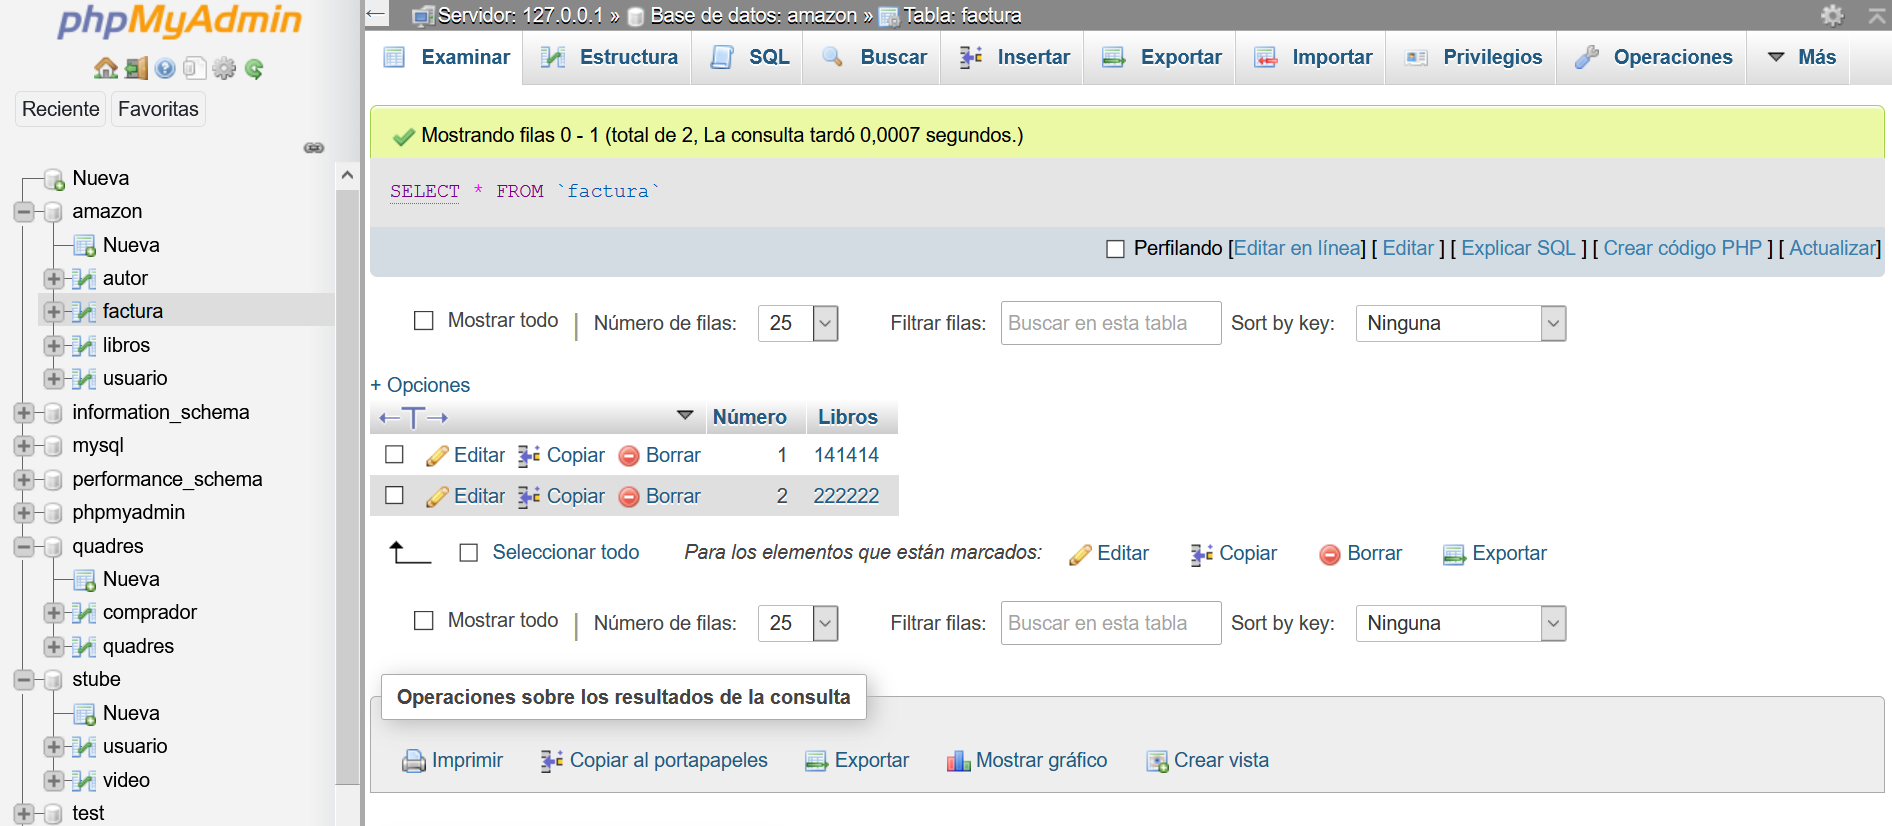 phpMyAdmin
Reciente Favoritas
Nueva
amazon
Nueva
autor
factura
libros
usuario
information_schema
mysql
performance_schema
phpmyadmin
quadres
Nueva
comprador
quadres
stube
Nueva
usuario
video
test
Servidor: 127.0.0.1 » Base de datos: amazon » Tabla: factura
Examinar Estructura SQL Buscar Insertar Exportar Importar Privilegios Operaciones Más
Mostrando filas 0 - 1 (total de 2, La consulta tardó 0,0007 segundos.)
SELECT * FROM `factura`
Perfilando [Editar en línea] [ Editar ] [ Explicar SQL ] [ Crear código PHP ] [ Actualizar]
Mostrar todo | Número de filas: 25 Filtrar filas: Buscar en esta tabla Sort by key: Ninguna
+ Opciones
←T→ Número Libros
Editar Copiar Borrar 1 141414
Editar Copiar Borrar 2 222222
Seleccionar todo Para los elementos que están marcados: Editar Copiar Borrar Exportar
Mostrar todo | Número de filas: 25 Filtrar filas: Buscar en esta tabla Sort by key: Ninguna
Operaciones sobre los resultados de la consulta
Imprimir Copiar al portapapeles Exportar Mostrar gráfico Crear vista